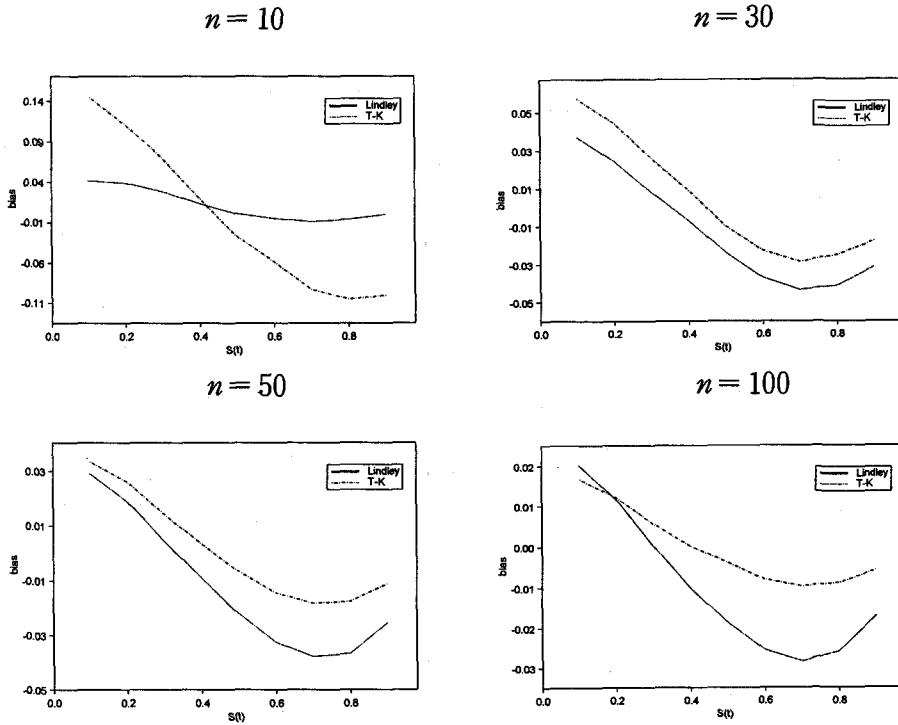 n = 10
0.14
0.09
0.04
-0.01
-0.06
-0.11
bias
Lindley
T-K
0.0 0.2 0.4 0.6 0.8
S(t)
n = 30
0.05
0.03
0.01
-0.01
-0.03
-0.05
bias
Lindley
T-K
0.0 0.2 0.4 0.6 0.8
S(t)
n = 50
0.03
0.01
-0.01
-0.03
-0.05
bias
Lindley
T-K
0.0 0.2 0.4 0.6 0.8
S(t)
n = 100
0.02
0.01
0.00
-0.01
-0.02
-0.03
bias
Lindley
T-K
0.0 0.2 0.4 0.6 0.8
S(t)